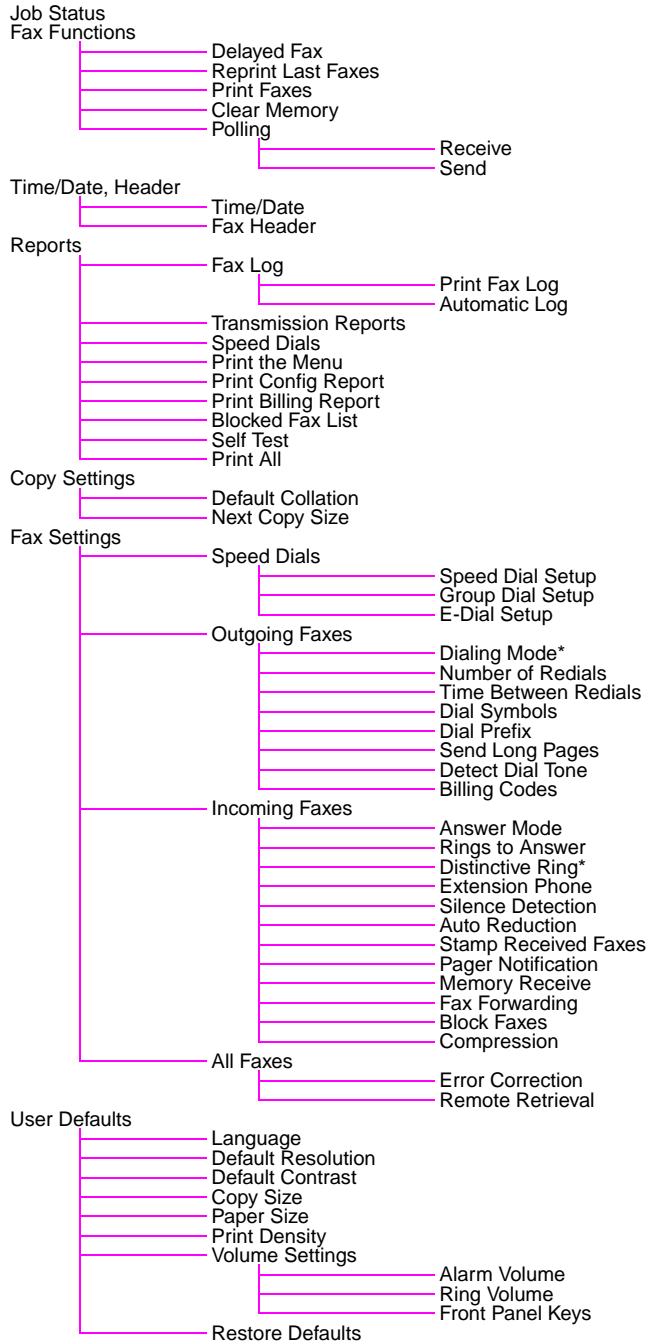 Job Status
Fax Functions
Delayed Fax
Reprint Last Faxes
Print Faxes
Clear Memory
Polling
Receive
Send
Time/Date, Header
Time/Date
Fax Header
Reports
Fax Log
Print Fax Log
Automatic Log
Transmission Reports
Speed Dials
Print the Menu
Print Config Report
Print Billing Report
Blocked Fax List
Self Test
Print All
Copy Settings
Default Collation
Next Copy Size
Fax Settings
Speed Dials
Speed Dial Setup
Group Dial Setup
E-Dial Setup
Outgoing Faxes
Dialing Mode*
Number of Redials
Time Between Redials
Dial Symbols
Dial Prefix
Send Long Pages
Detect Dial Tone
Billing Codes
Incoming Faxes
Answer Mode
Rings to Answer
Distinctive Ring*
Extension Phone
Silence Detection
Auto Reduction
Stamp Received Faxes
Pager Notification
Memory Receive
Fax Forwarding
Block Faxes
Compression
All Faxes
Error Correction
Remote Retrieval
User Defaults
Language
Default Resolution
Default Contrast
Copy Size
Paper Size
Print Density
Volume Settings
Alarm Volume
Ring Volume
Front Panel Keys
Restore Defaults